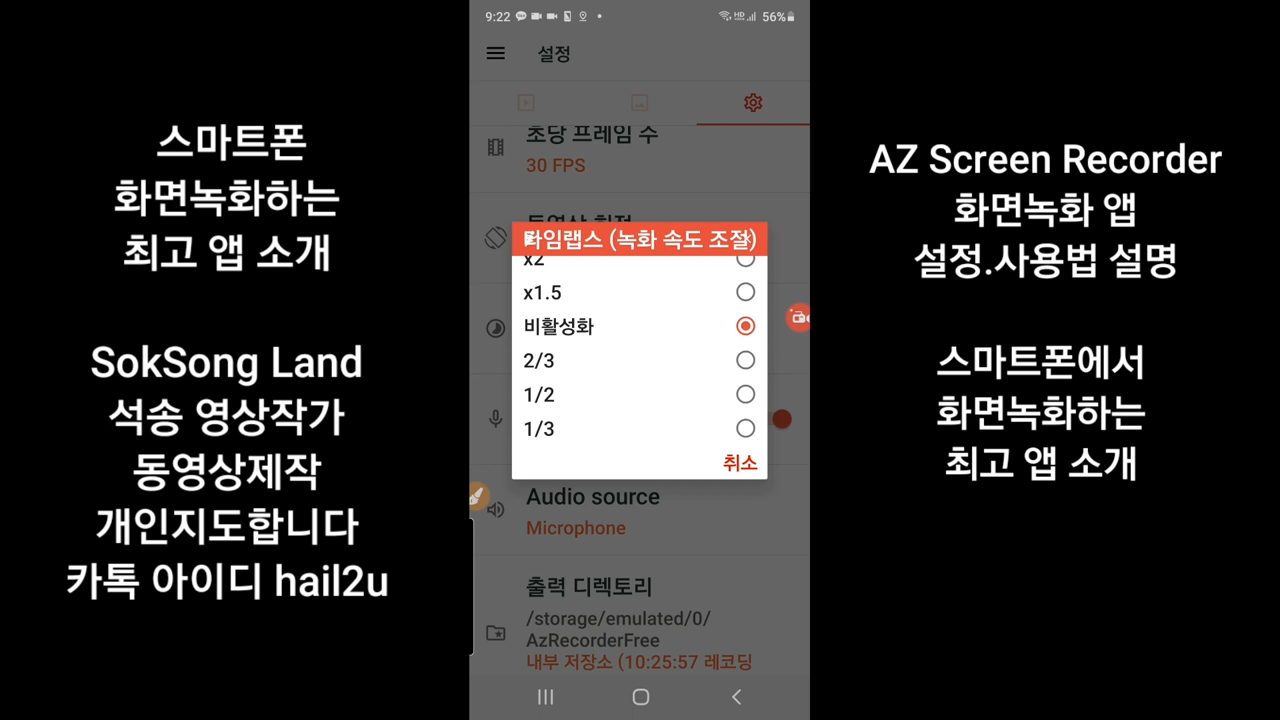 스마트폰
화면녹화하는
최고 앱 소개
SokSong Land
석송 영상작가
동영상제작
개인지도합니다
카톡 아이디 hail2u
9:22
HD
56%
설정
초당 프레임 수
30 FPS
동영상 회전
타임랩스 (녹화 속도 조절)
x2
x1.5
비활성화
2/3
1/2
1/3
취소
Audio source
Microphone
출력 디렉토리
/storage/emulated/0/
AzRecorderFree
내부 저장소 (10:25:57 레코딩
AZ Screen Recorder
화면녹화 앱
설정.사용법 설명
스마트폰에서
화면녹화하는
최고 앱 소개